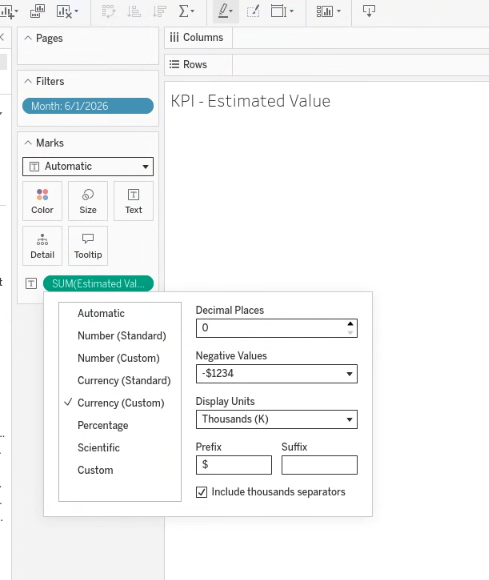 Pages
Columns
Rows
Filters
Month: 6/1/2026
KPI - Estimated Value
Marks
Automatic
Color
Size
Text
Detail
Tooltip
SUM(Estimated Val...
Automatic
Number (Standard)
Number (Custom)
Currency (Standard)
Currency (Custom)
Percentage
Scientific
Custom
Decimal Places
0
Negative Values
-$1234
Display Units
Thousands (K)
Prefix
Suffix
$
Include thousands separators